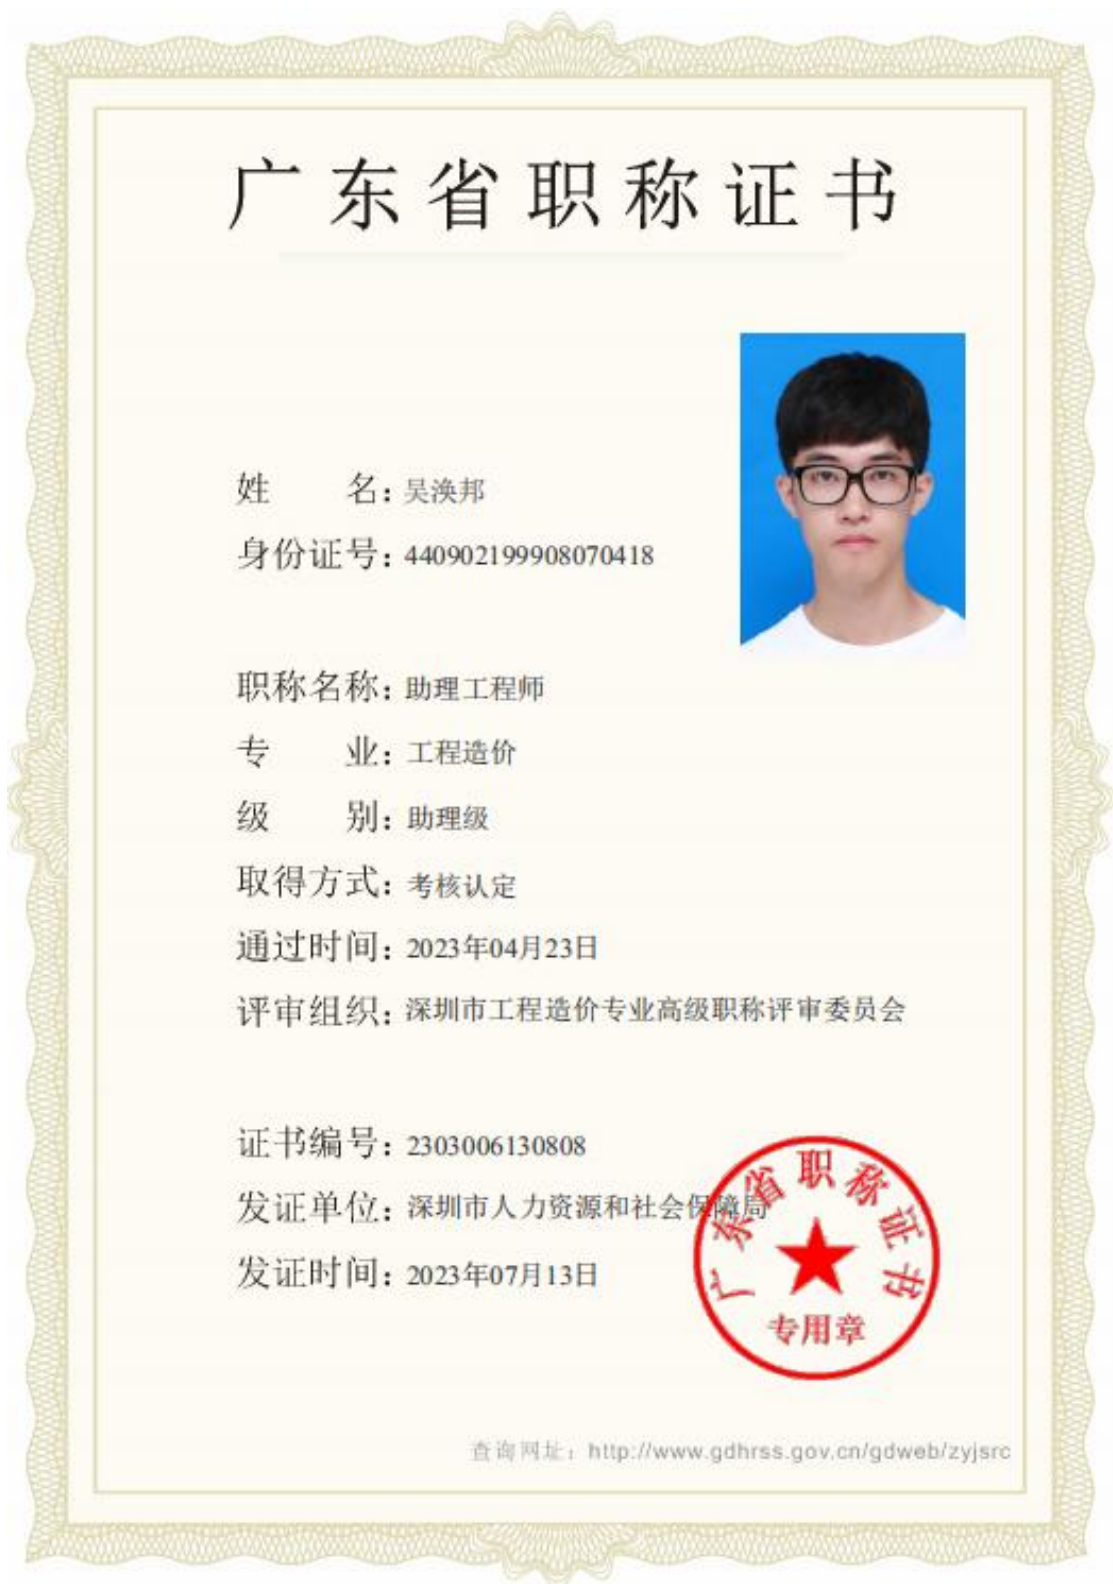 广东省职称证书
姓 名：吴涣邦
身份证号：440902199908070418
职称名称：助理工程师
专 业：工程造价
级 别：助理级
取得方式：考核认定
通过时间：2023年04月23日
评审组织：深圳市工程造价专业高级职称评审委员会
证书编号：2303006130808
发证单位：深圳市人力资源和社会保障局
发证时间：2023年07月13日
广东省职称证书
专用章
查询网址：http://www.gdhrss.gov.cn/gdweb/zyjsrc